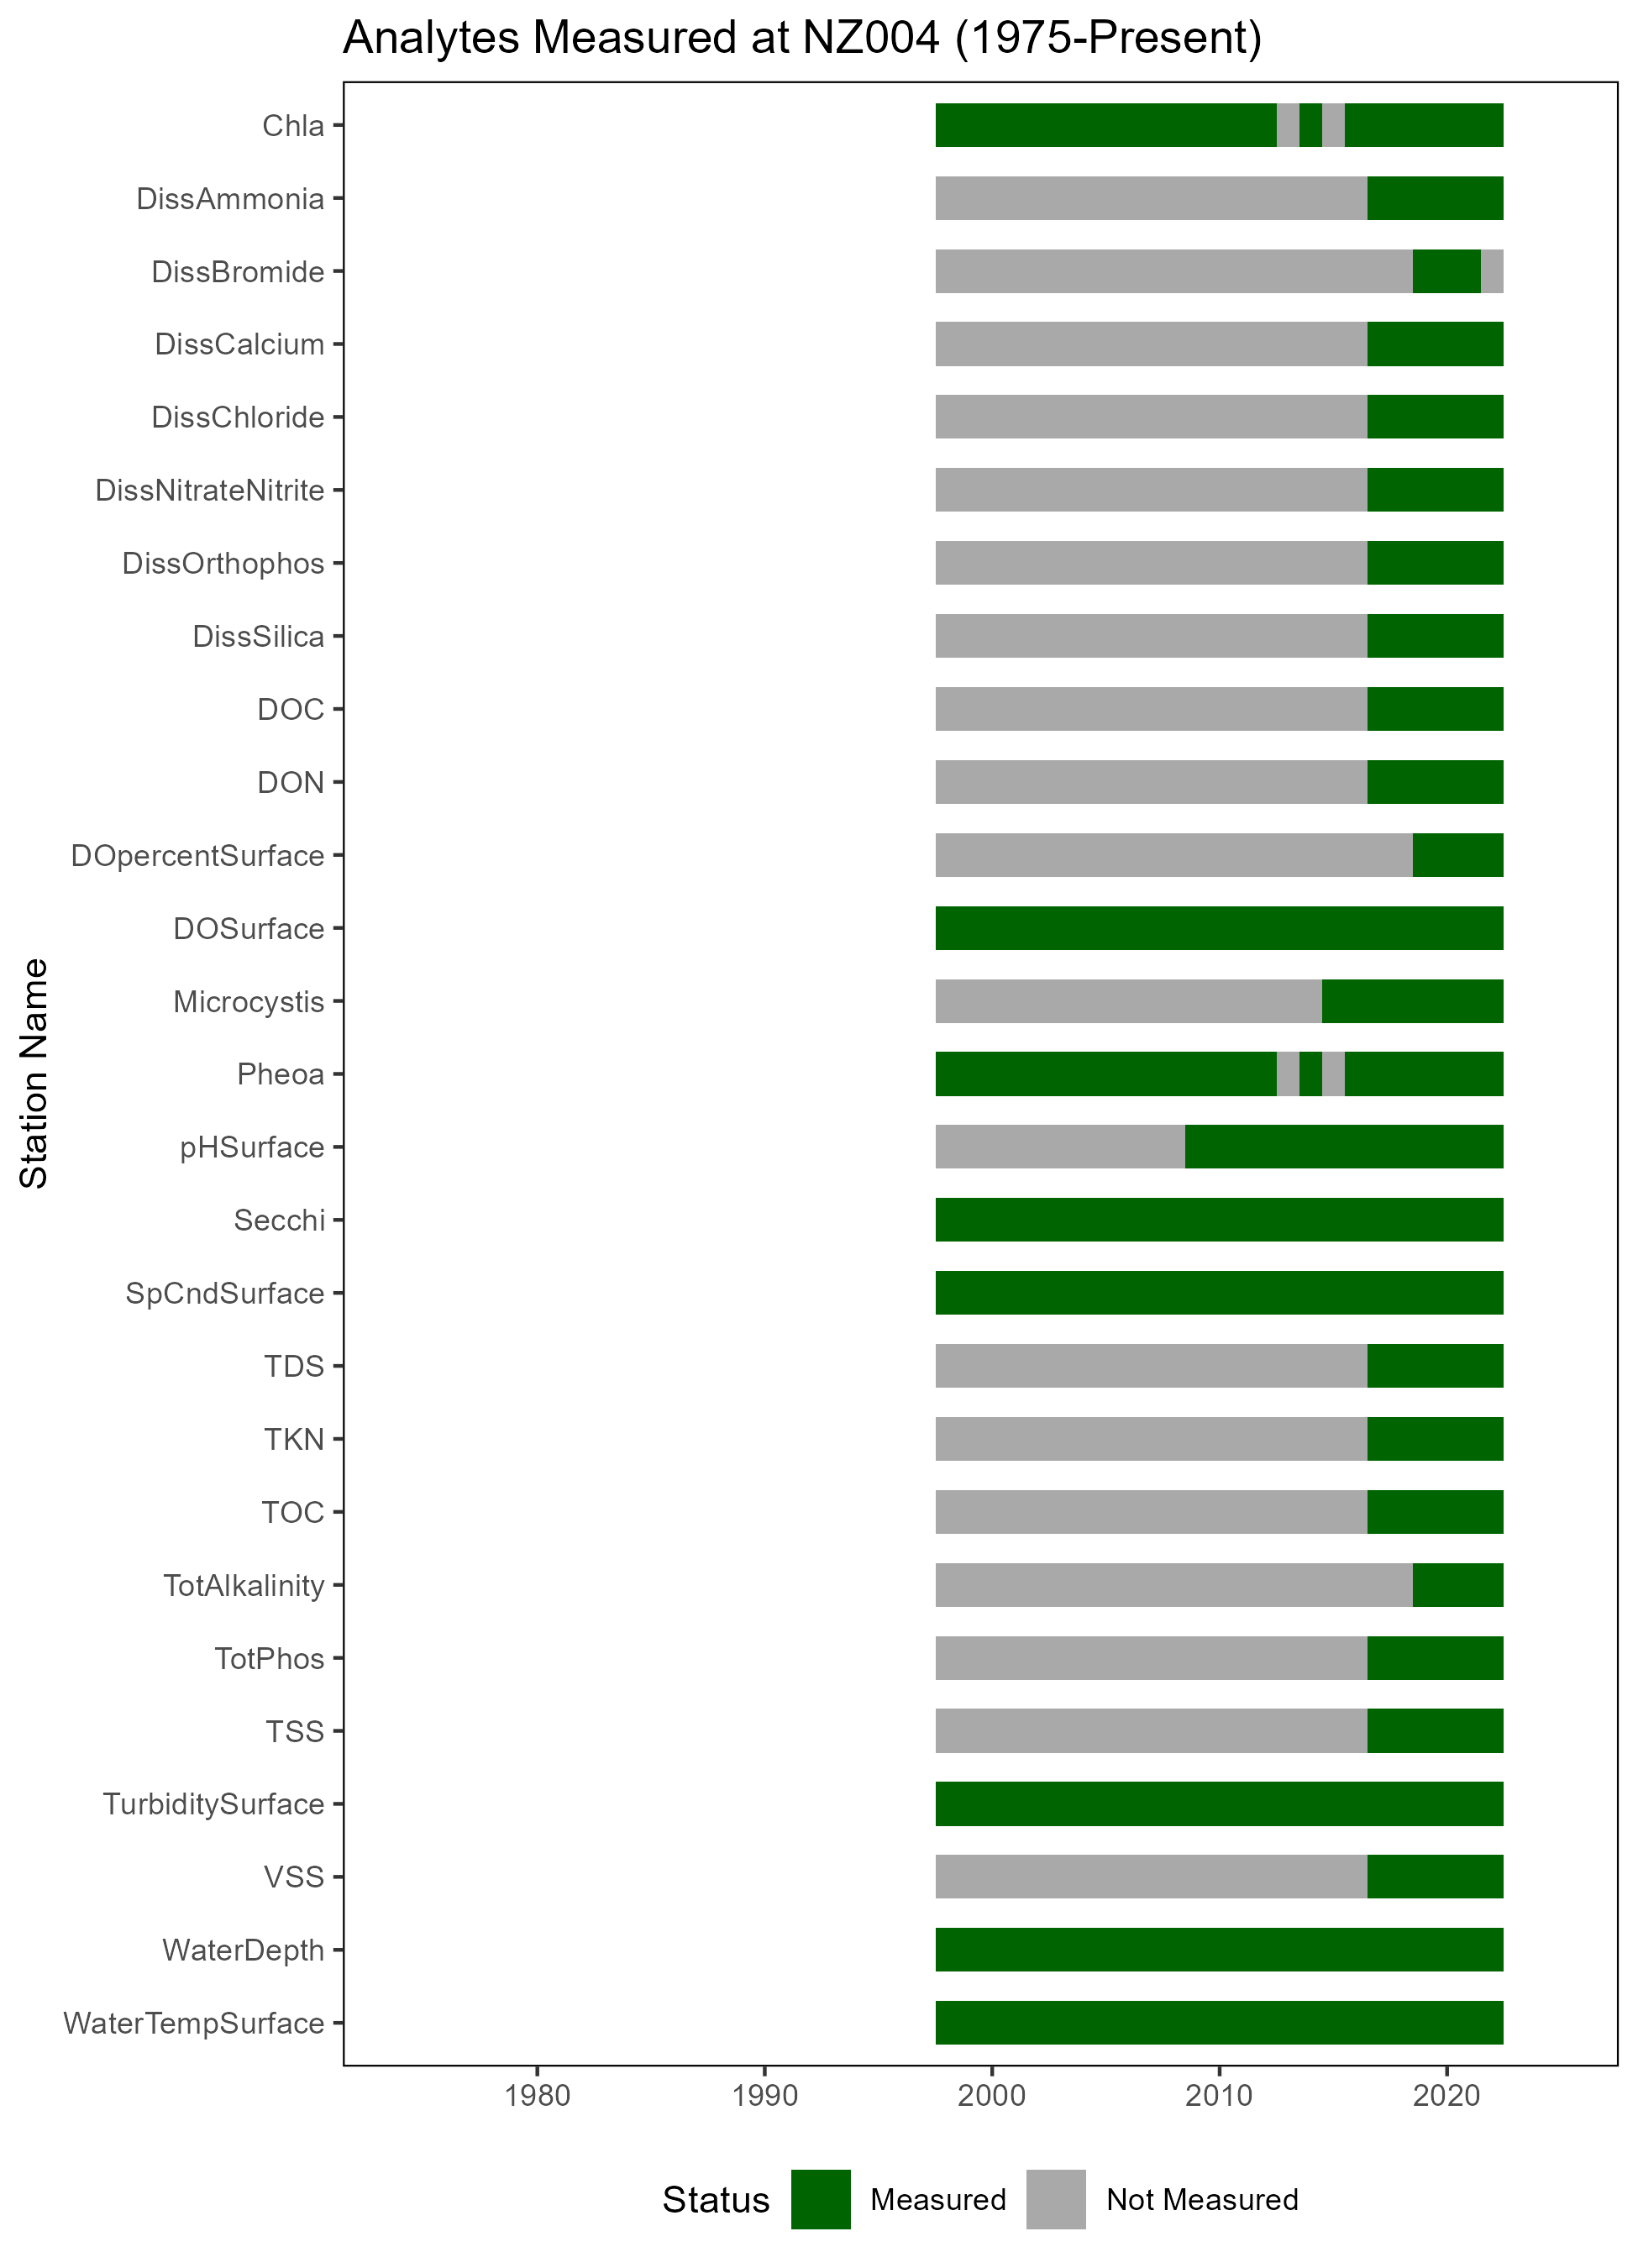 Analytes Measured at NZ004 (1975-Present)
Station Name
Chla
DissAmmonia
DissBromide
DissCalcium
DissChloride
DissNitrateNitrite
DissOrthophos
DissSilica
DOC
DON
DOpercentSurface
DOSurface
Microcystis
Pheoa
pHSurface
Secchi
SpCndSurface
TDS
TKN
TOC
TotAlkalinity
TotPhos
TSS
TurbiditySurface
VSS
WaterDepth
WaterTempSurface
1980 1990 2000 2010 2020
Status Measured Not Measured